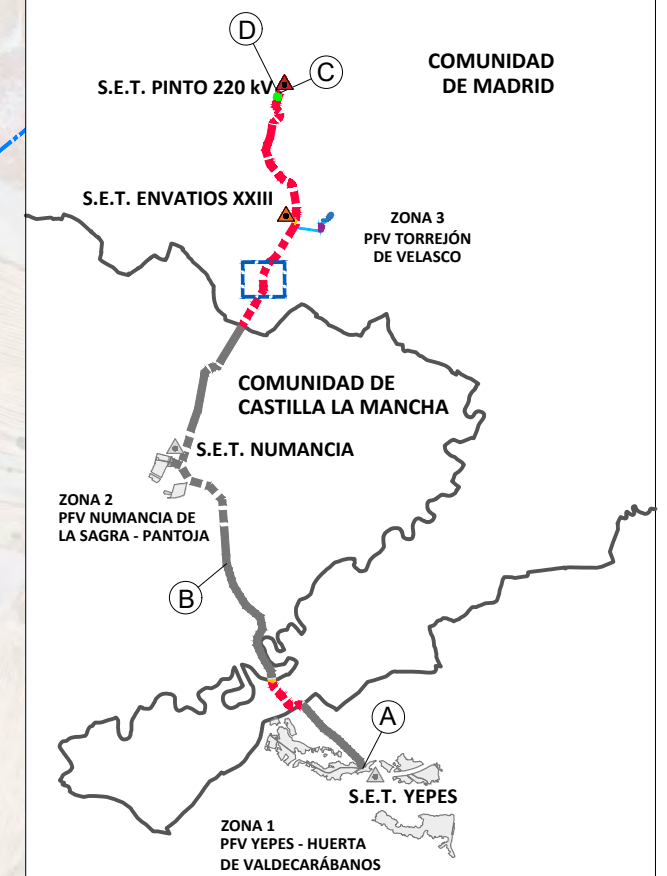 D
C
COMUNIDAD
DE MADRID
S.E.T. PINTO 220 kV
S.E.T. ENVATIOS XXIII
ZONA 3
PFV TORREJÓN
DE VELASCO
COMUNIDAD DE
CASTILLA LA MANCHA
S.E.T. NUMANCIA
ZONA 2
PFV NUMANCIA DE
LA SAGRA - PANTOJA
B
A
S.E.T. YEPES
ZONA 1
PFV YEPES - HUERTA
DE VALDECARÁBANOS